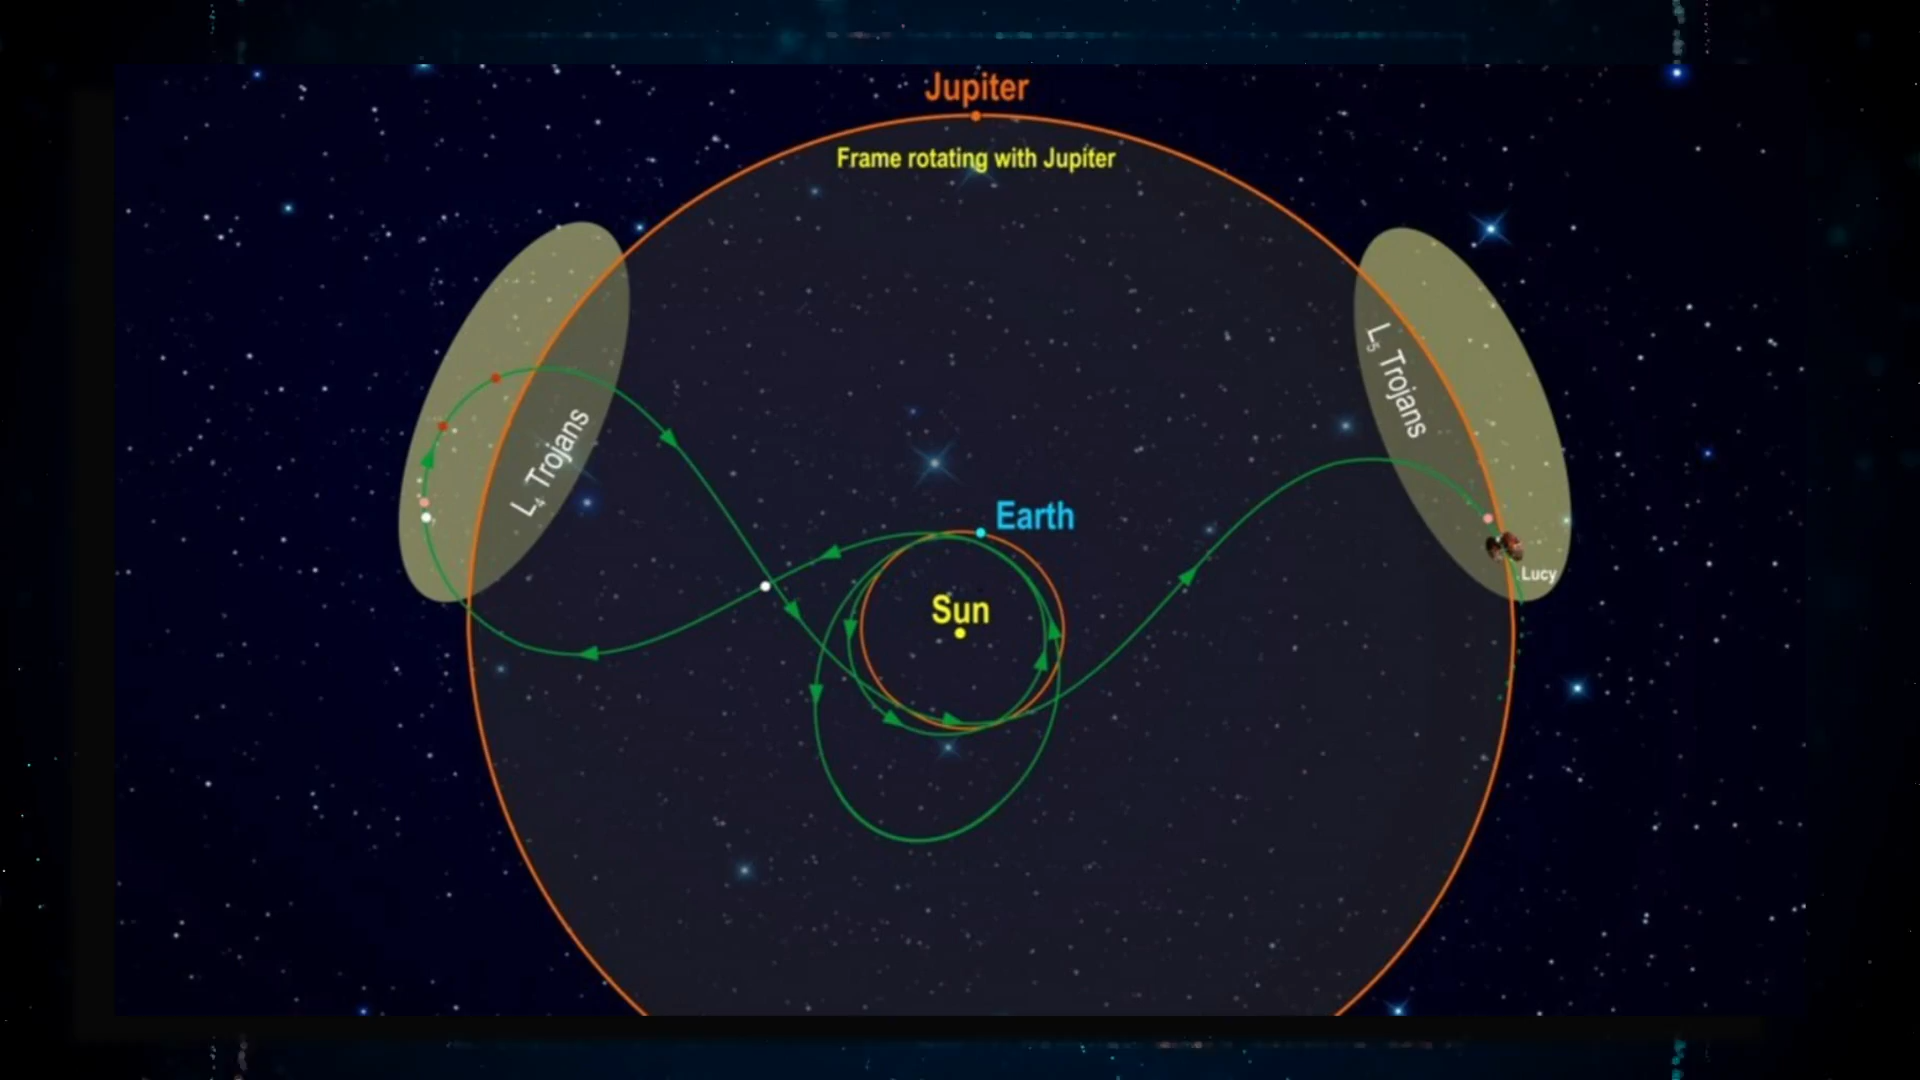 Jupiter
Frame rotating with Jupiter
L4 Trojans
L5 Trojans
Earth
Lucy
Sun